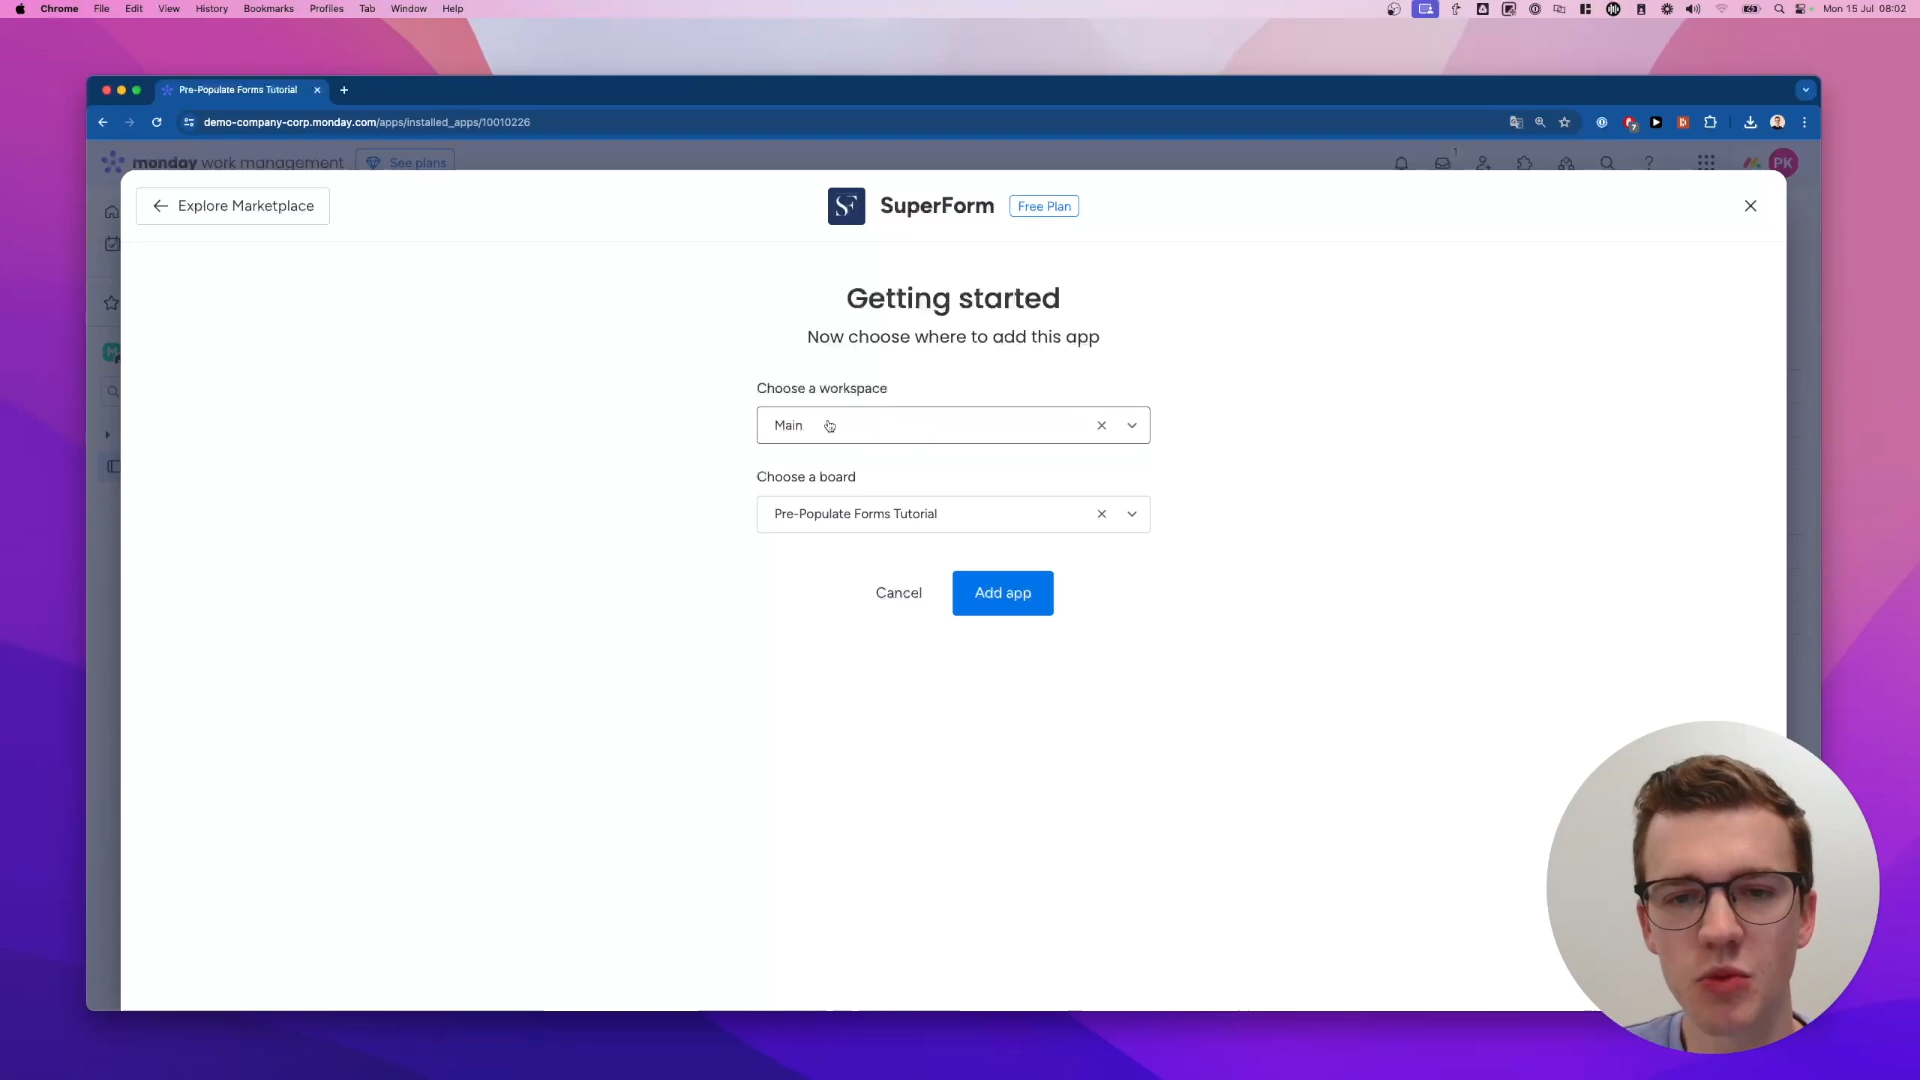 Chrome File Edit View History Bookmarks Profiles Tab Window Help Mon 15 Jul 08:02
Pre-Populate Forms Tutorial
demo-company-corp.monday.com/apps/installed_apps/10010226
7
monday work management See plans 1 PK
Explore Marketplace SF SuperForm Free Plan
Getting started
Now choose where to add this app
Choose a workspace
Main
Choose a board
Pre-Populate Forms Tutorial
Cancel Add app